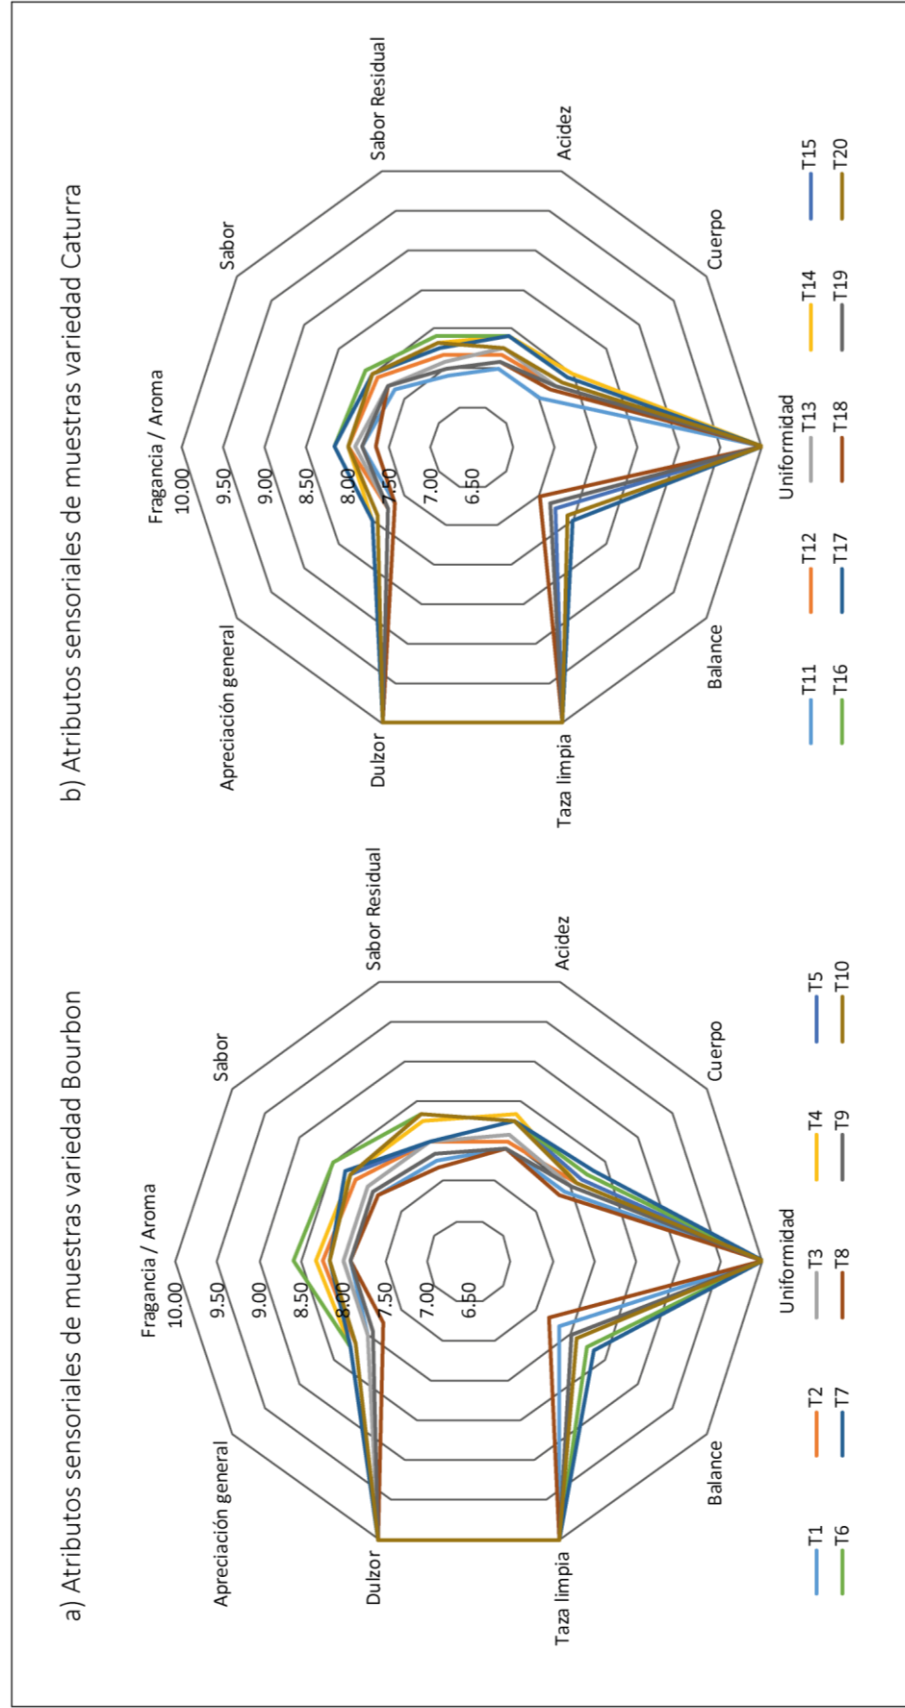 a) Atributos sensoriales de muestras variedad Bourbon
Fragancia / Aroma
10.00
9.50
9.00
8.50
8.00
7.50
7.00
6.50
Sabor
Sabor Residual
Acidez
Cuerpo
Uniformidad
Balance
Taza limpia
Dulzor
Apreciación general
T1 T2 T3 T4 T5
T6 T7 T8 T9 T10
b) Atributos sensoriales de muestras variedad Caturra
Fragancia / Aroma
10.00
9.50
9.00
8.50
8.00
7.50
7.00
6.50
Sabor
Sabor Residual
Acidez
Cuerpo
Uniformidad
Balance
Taza limpia
Dulzor
Apreciación general
T11 T12 T13 T14 T15
T16 T17 T18 T19 T20